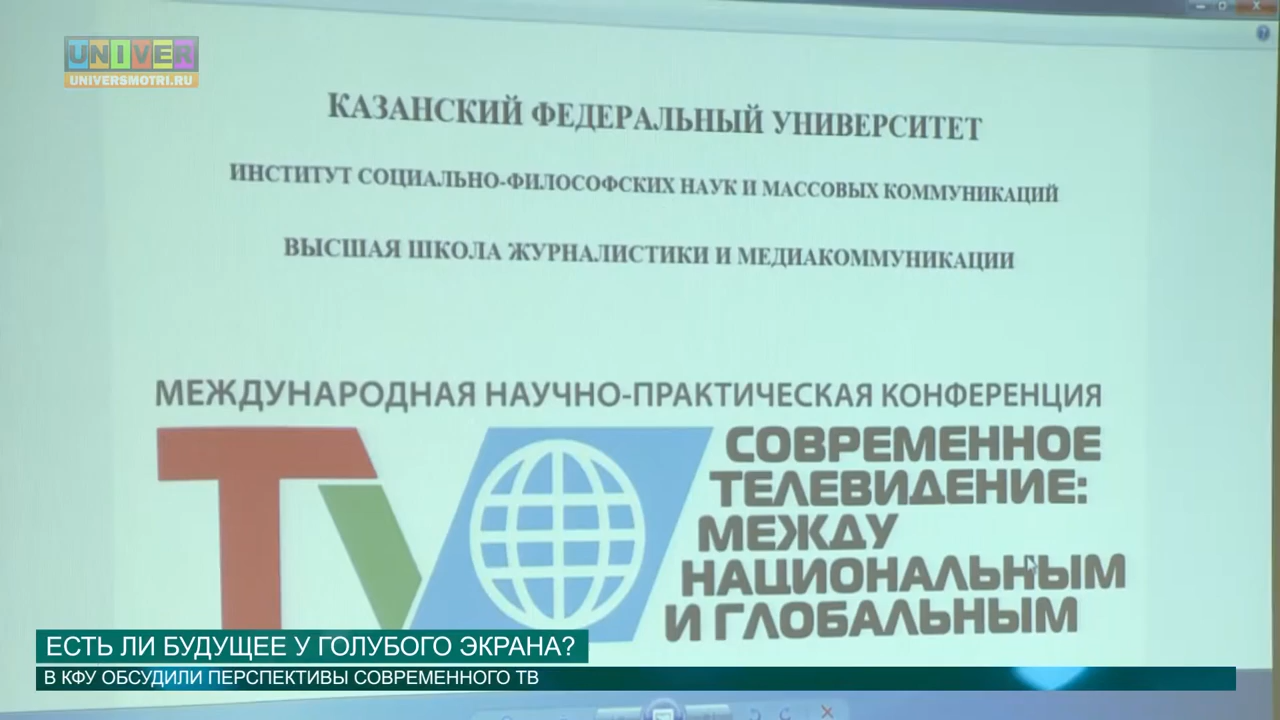 UNIVER
UNIVERSMOTRI.RU
КАЗАНСКИЙ ФЕДЕРАЛЬНЫЙ УНИВЕРСИТЕТ
ИНСТИТУТ СОЦИАЛЬНО-ФИЛОСОФСКИХ НАУК И МАССОВЫХ КОММУНИКАЦИЙ
ВЫСШАЯ ШКОЛА ЖУРНАЛИСТИКИ И МЕДИАКОММУНИКАЦИИ
МЕЖДУНАРОДНАЯ НАУЧНО-ПРАКТИЧЕСКАЯ КОНФЕРЕНЦИЯ
TV
СОВРЕМЕННОЕ
ТЕЛЕВИДЕНИЕ:
МЕЖДУ
НАЦИОНАЛЬНЫМ
И ГЛОБАЛЬНЫМ
ЕСТЬ ЛИ БУДУЩЕЕ У ГОЛУБОГО ЭКРАНА?
В КФУ ОБСУДИЛИ ПЕРСПЕКТИВЫ СОВРЕМЕННОГО ТВ